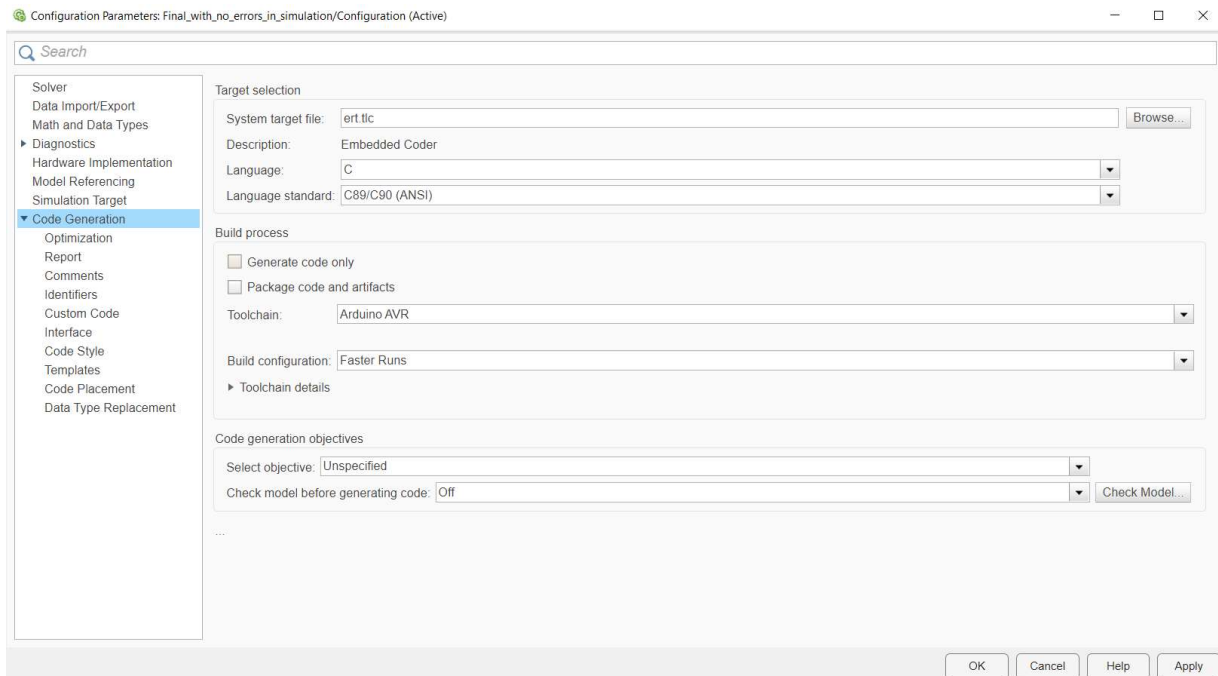 Configuration Parameters: Final_with_no_errors_in_simulation/Configuration (Active)
Search
Solver
Data Import/Export
Math and Data Types
Diagnostics
Hardware Implementation
Model Referencing
Simulation Target
Code Generation
Optimization
Report
Comments
Identifiers
Custom Code
Interface
Code Style
Templates
Code Placement
Data Type Replacement
Target selection
System target file: ert.tlc Browse...
Description: Embedded Coder
Language: C
Language standard: C89/C90 (ANSI)
Build process
Generate code only
Package code and artifacts
Toolchain: Arduino AVR
Build configuration: Faster Runs
Toolchain details
Code generation objectives
Select objective: Unspecified
Check model before generating code: Off Check Model...
...
OK Cancel Help Apply